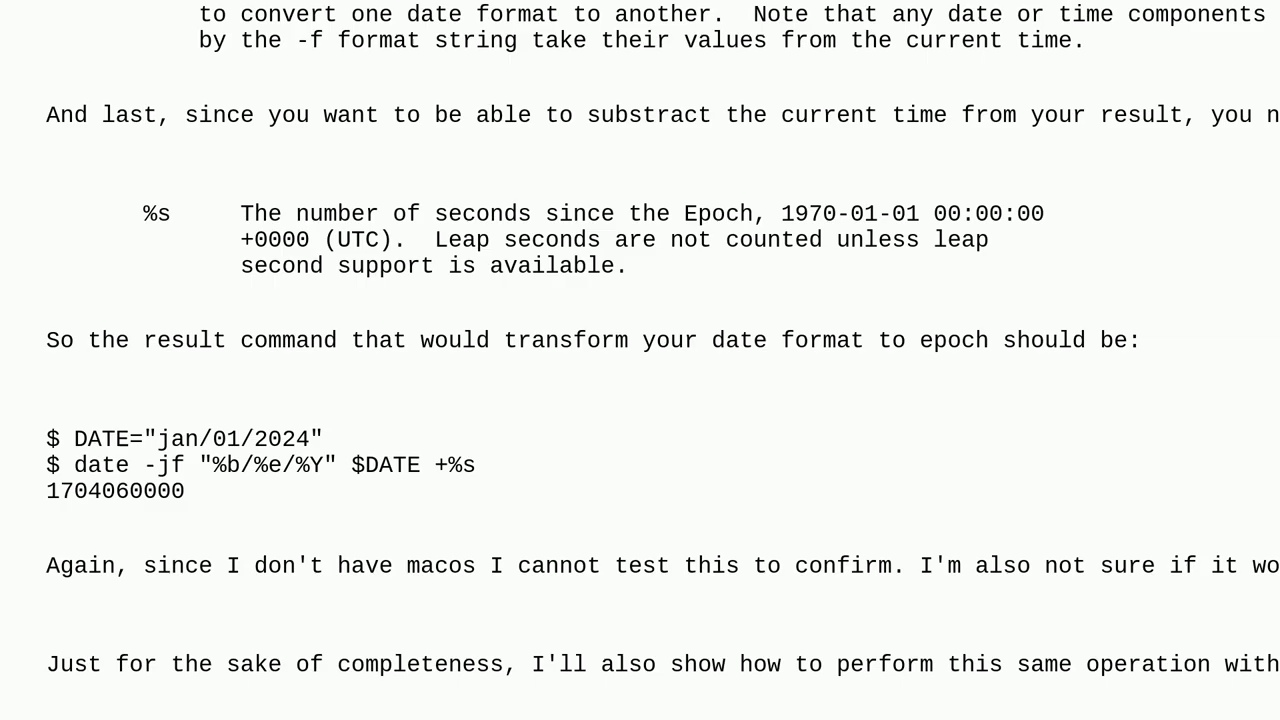 to convert one date format to another.  Note that any date or time components
by the -f format string take their values from the current time.
And last, since you want to be able to substract the current time from your result, you
%s     The number of seconds since the Epoch, 1970-01-01 00:00:00
+0000 (UTC).  Leap seconds are not counted unless leap
second support is available.
So the result command that would transform your date format to epoch should be:
$ DATE="jan/01/2024"
$ date -jf "%b/%e/%Y" $DATE +%s
1704060000
Again, since I don't have macos I cannot test this to confirm. I'm also not sure if it
Just for the sake of completeness, I'll also show how to perform this same operation with